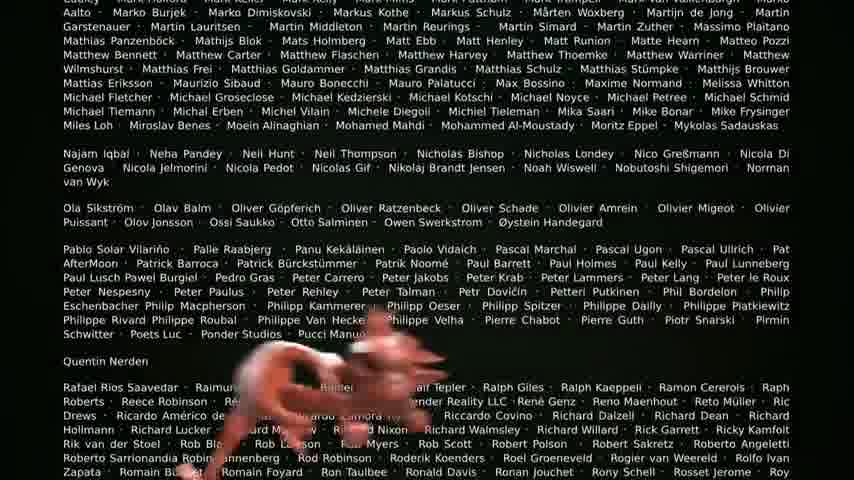 Aalto · Marko Burjek · Marko Dimiskovski · Markus Kothe · Markus Schulz · Mårten Woxberg · Martijn de Jong · Martin
Garstenauer · Martin Lauritsen · Martin Middleton · Martin Reurings · Martin Simard · Martin Zuther · Massimo Plaitano
Mathias Panzenböck · Mathijs Blok · Mats Holmberg · Matt Ebb · Matt Henley · Matt Runion · Matte Hearn · Matteo Pozzi
Matthew Bennett · Matthew Carter · Matthew Flaschen · Matthew Harvey · Matthew Thoemke · Matthew Warriner · Matthew
Wilmshurst · Matthias Frei · Matthias Goldammer · Matthias Grandis · Matthias Schulz · Matthias Stümpke · Matthijs Brouwer
Mattias Eriksson · Maurizio Sibaud · Mauro Bonecchi · Mauro Palatucci · Max Bossino · Maxime Normand · Melissa Whitton
Michael Fletcher · Michael Groseclose · Michael Kedzierski · Michael Kotschi · Michael Noyce · Michael Petree · Michael Schmid
Michael Tiemann · Michal Erben · Michel Vilain · Michele Diegoli · Michiel Tieleman · Mika Saari · Mike Bonar · Mike Frysinger
Miles Loh · Miroslav Benes · Moein Alinaghian · Mohamed Mahdi · Mohammed Al-Moustady · Moritz Eppel · Mykolas Sadauskas
Najam Iqbal · Neha Pandey · Neil Hunt · Neil Thompson · Nicholas Bishop · Nicholas Londey · Nico Greßmann · Nicola Di
Genova · Nicola Jelmorini · Nicola Pedot · Nicolas Gif · Nikolaj Brandt Jensen · Noah Wiswell · Nobutoshi Shigemori · Norman
van Wyk
Ola Sikström · Olav Balm · Oliver Göpferich · Oliver Ratzenbeck · Oliver Schade · Olivier Amrein · Olivier Migeot · Olivier
Puissant · Olov Jonsson · Ossi Saukko · Otto Salminen · Owen Swerkstrom · Øystein Handegard
Pablo Solar Vilariño · Palle Raabjerg · Panu Kekäläinen · Paolo Vidaich · Pascal Marchal · Pascal Ugon · Pascal Ullrich · Pat
AfterMoon · Patrick Barroca · Patrick Bürckstümmer · Patrik Noomé · Paul Barrett · Paul Holmes · Paul Kelly · Paul Lunneberg
Paul Lusch Pawel Burgiel · Pedro Gras · Peter Carrero · Peter Jakobs · Peter Krab · Peter Lammers · Peter Lang · Peter le Roux
Peter Nespesny · Peter Paulus · Peter Rehley · Peter Talman · Petr Dovičín · Petteri Putkinen · Phil Bordelon · Philip
Eschenbacher Philip Macpherson · Philipp Kammerer · Philipp Oeser · Philipp Spitzer · Philippe Dailly · Philippe Piatkiewitz
Philippe Rivard Philippe Roubal · Philippe Van Hecke · Philippe Velha · Pierre Chabot · Pierre Guth · Piotr Snarski · Pirmin
Schwitter · Poets Luc · Ponder Studios · Pucci Manuo
Quentin Nerden
Rafael Rios Saavedar · Tepler · Ralph Giles · Ralph Kaeppeli · Ramon Cererols · Raph
Roberts · Reece Robinson · Reality LLC · René Genz · Reno Maenhout · Reto Müller · Ric
Drews · Ricardo Américo de · Riccardo Covino · Richard Dalzell · Richard Dean · Richard
Hollmann · Richard Lucker · Nixon · Richard Walmsley · Richard Willard · Rick Garrett · Ricky Kamfolt
Rik van der Stoel · Rob · Rob · Myers · Rob Scott · Robert Polson · Robert Sakretz · Roberto Angeletti
Roberto Sarrionandia Robin · Rod Robinson · Roderik Koenders · Roel Groeneveld · Rogier van Weereld · Rolfo Ivan
Zapata · Romain · Romain Foyard · Ron Taulbee · Ronald Davis · Ronan Jouchet · Rony Schell · Rosset Jerome · Roy